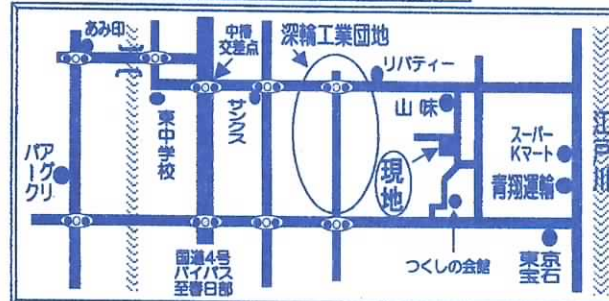 あみ印
中攪
交差点
深輪工業団地
リバティー
東中学校
サンクス
山味
江戸川
アグリ
パーク
現地
スーパー
Kマート
青翔運輸
国道4号
バイパス
至春日部
つくしの会館
東京
宝石